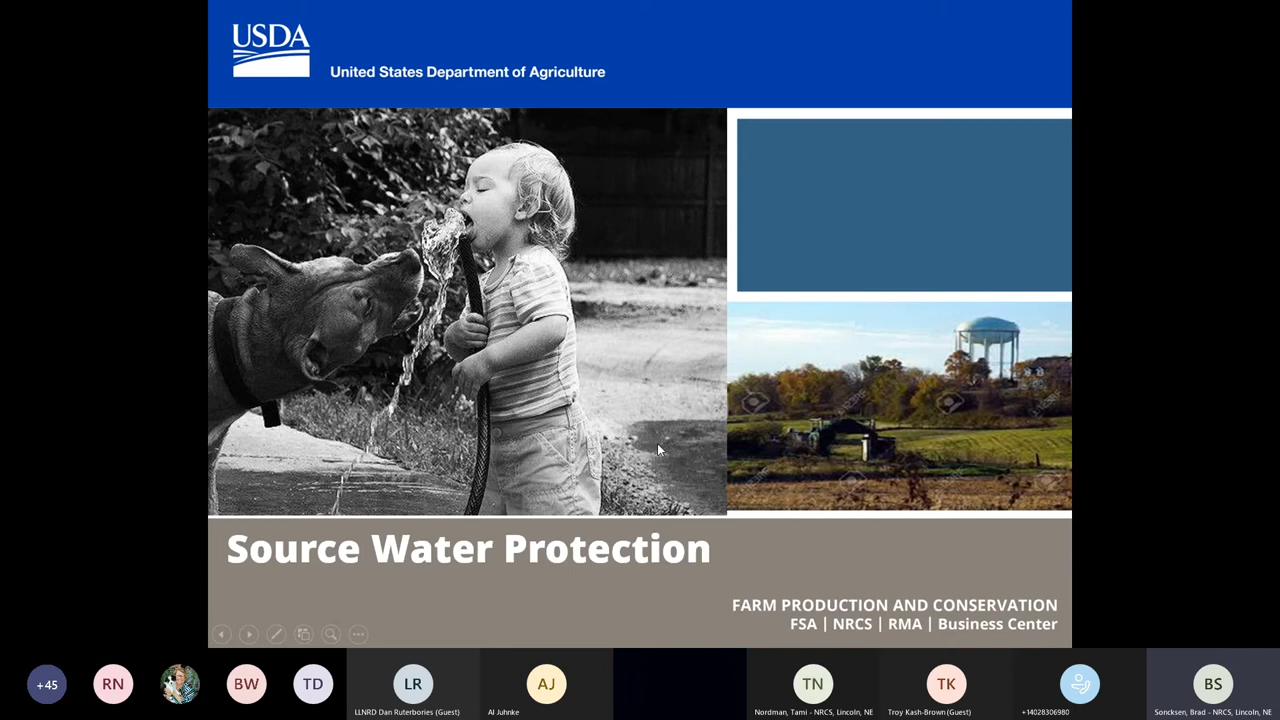 USDA
United States Department of Agriculture
Source Water Protection
FARM PRODUCTION AND CONSERVATION
FSA | NRCS | RMA | Business Center
+45
RN
BW
TD
LR
AJ
TN
TK
BS
LLNRD Dan Ruterbories (Guest)
Al Juhnke
Nordman, Tami - NRCS, Lincoln, NE
Troy Kash-Brown (Guest)
+14028306980
Soncksen, Brad - NRCS, Lincoln, NE